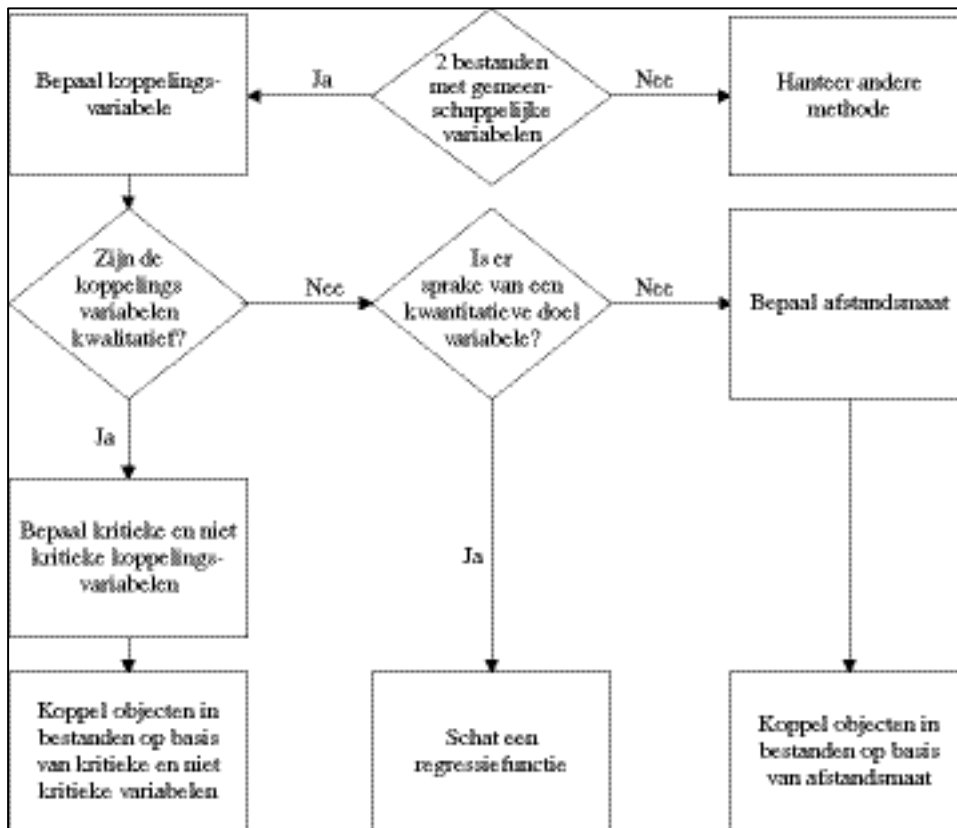 Bepaal koppelings-
variabele
Ja
2 bestanden
met gemeen-
schappelijke
variabelen
Nee
Hanteer andere
methode
Zijn de
koppelings
variabelen
kwalitatief?
Nee
Is er
sprake van een
kwantitatieve doel
variabele?
Nee
Bepaal afstandsmaat
Ja
Bepaal kritieke en niet
kritieke koppelings-
variabelen
Ja
Koppel objecten in
bestanden op basis
van kritieke en niet
kritieke variabelen
Schat een
regressiefunctie
Koppel objecten in
bestanden op basis
van afstandsmaat